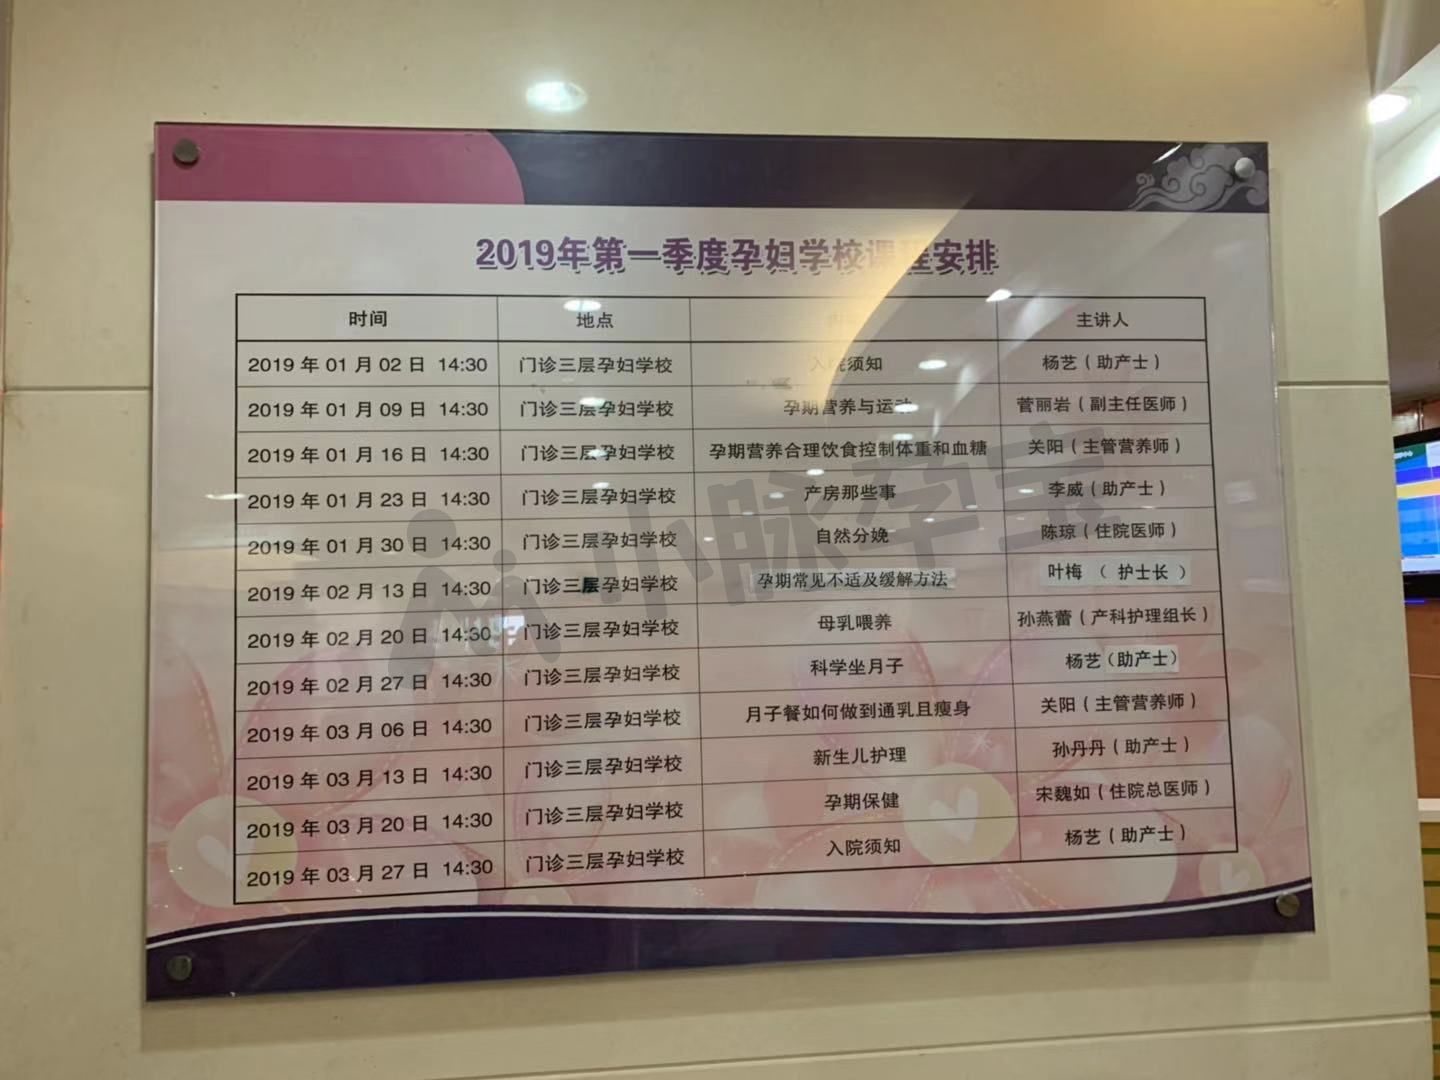 2019年第一季度孕妇学校课程安排
时间 地点 主讲人
2019 年 01 月 02 日 14:30 门诊三层孕妇学校 入院须知 杨艺（助产士）
2019 年 01 月 09 日 14:30 门诊三层孕妇学校 孕期营养与运动 菅丽岩（副主任医师）
2019 年 01 月 16 日 14:30 门诊三层孕妇学校 孕期营养合理饮食控制体重和血糖 关阳（主管营养师）
2019 年 01 月 23 日 14:30 门诊三层孕妇学校 产房那些事 李威（助产士）
2019 年 01 月 30 日 14:30 门诊三层孕妇学校 自然分娩 陈琼（住院医师）
2019 年 02 月 13 日 14:30 门诊三层孕妇学校 孕期常见不适及缓解方法 叶梅 （ 护士长 ）
2019 年 02 月 20 日 14:30 门诊三层孕妇学校 母乳喂养 孙燕蕾（产科护理组长）
2019 年 02 月 27 日 14:30 门诊三层孕妇学校 科学坐月子 杨艺（助产士）
2019 年 03 月 06 日 14:30 门诊三层孕妇学校 月子餐如何做到通乳且瘦身 关阳（主管营养师）
2019 年 03 月 13 日 14:30 门诊三层孕妇学校 新生儿护理 孙丹丹（助产士）
2019 年 03 月 20 日 14:30 门诊三层孕妇学校 孕期保健 宋魏如（住院总医师）
2019 年 03 月 27 日 14:30 门诊三层孕妇学校 入院须知 杨艺（助产士）
小脉孕宝